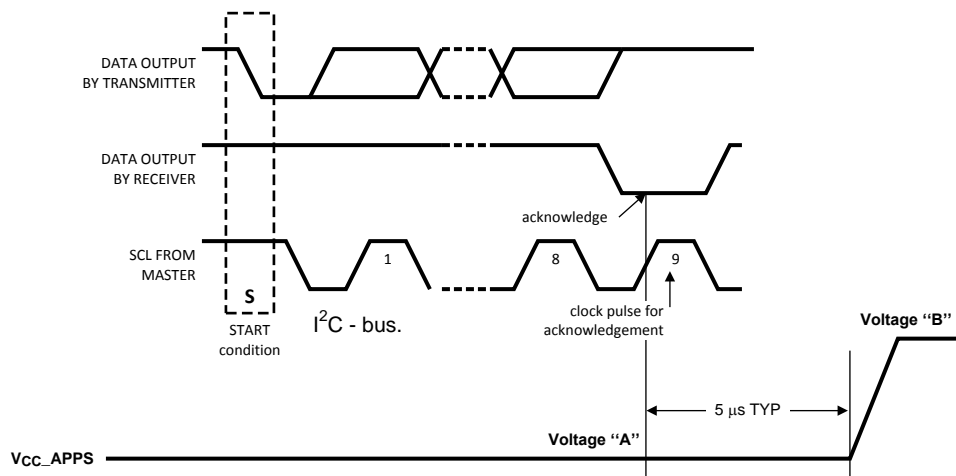 DATA OUTPUT
BY TRANSMITTER
DATA OUTPUT
BY RECEIVER
acknowledge
SCL FROM
MASTER
1
8
9
S
START
condition
I²C - bus.
clock pulse for
acknowledgement
Voltage “B”
5 μs TYP
Voltage “A”
VCC_APPS